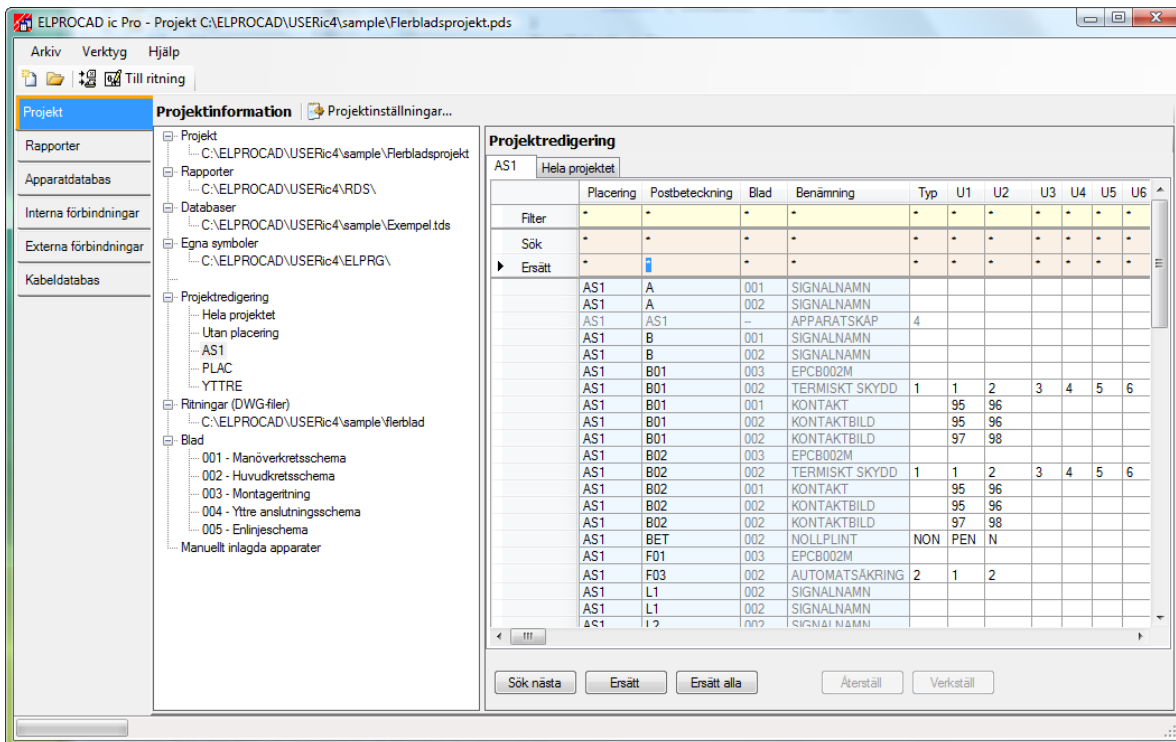 ELPROCAD ic Pro - Projekt C:\ELPROCAD\USERic4\sample\Flerbladsprojekt.pds
Arkiv Verktyg Hjälp
Till ritning
Projekt
Rapporter
Apparatdatabas
Interna förbindningar
Externa förbindningar
Kabeldatabas
Projektinformation Projektinställningar...
Projekt
C:\ELPROCAD\USERic4\sample\Flerbladsprojekt
Rapporter
C:\ELPROCAD\USERic4\RDS\
Databaser
C:\ELPROCAD\USERic4\sample\Exempel.tds
Egna symboler
C:\ELPROCAD\USERic4\ELPRG\
Projektredigering
Hela projektet
Utan placering
AS1
PLAC
YTTRE
Ritningar (DWG-filer)
C:\ELPROCAD\USERic4\sample\flerblad
Blad
001 - Manöverkretsschema
002 - Huvudkretsschema
003 - Montageritning
004 - Yttre anslutningsschema
005 - Enlinjeschema
Manuellt inlagda apparater
Projektredigering
AS1 Hela projektet
Placering Postbeteckning Blad Benämning Typ U1 U2 U3 U4 U5 U6
Filter * * * * * * * * * * *
Sök * * * * * * * * * * *
Ersätt * * * * * * * * * * *
AS1 A 001 SIGNALNAMN
AS1 A 002 SIGNALNAMN
AS1 AS1 -- APPARATSKÅP 4
AS1 B 001 SIGNALNAMN
AS1 B 002 SIGNALNAMN
AS1 B01 003 EPCB002M
AS1 B01 002 TERMISKT SKYDD 1 1 2 3 4 5 6
AS1 B01 001 KONTAKT 95 96
AS1 B01 002 KONTAKTBILD 95 96
AS1 B01 002 KONTAKTBILD 97 98
AS1 B02 003 EPCB002M
AS1 B02 002 TERMISKT SKYDD 1 1 2 3 4 5 6
AS1 B02 001 KONTAKT 95 96
AS1 B02 002 KONTAKTBILD 95 96
AS1 B02 002 KONTAKTBILD 97 98
AS1 BET 002 NOLLPLINT NON PEN N
AS1 F01 003 EPCB002M
AS1 F03 002 AUTOMATSÄKRING 2 1 2
AS1 L1 002 SIGNALNAMN
AS1 L1 002 SIGNALNAMN
AS1 L2 002 SIGNALNAMN
Sök nästa Ersätt Ersätt alla Återställ Verkställ